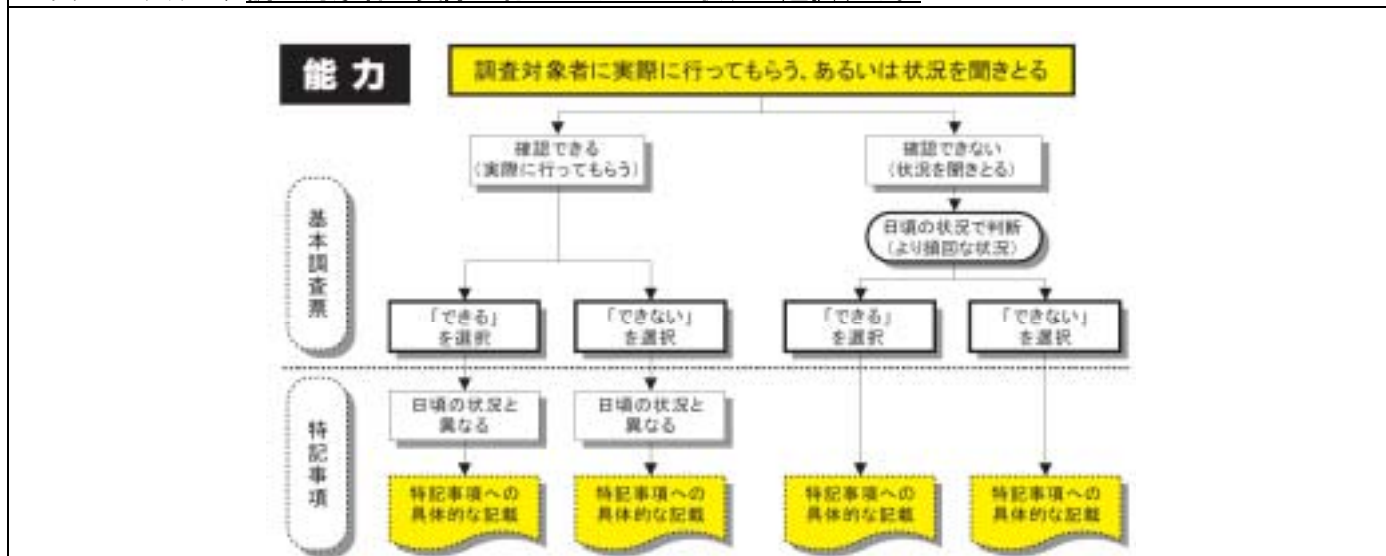 能力
調査対象者に実際に行ってもらう、あるいは状況を聞きとる
確認できる
(実際に行ってもらう)
確認できない
(状況を聞きとる)
日頃の状況で判断
(より頻回な状況)
基本調査票
「できる」
を選択
「できない」
を選択
「できる」
を選択
「できない」
を選択
特記事項
日頃の状況と
異なる
日頃の状況と
異なる
特記事項への
具体的な記載
特記事項への
具体的な記載
特記事項への
具体的な記載
特記事項への
具体的な記載